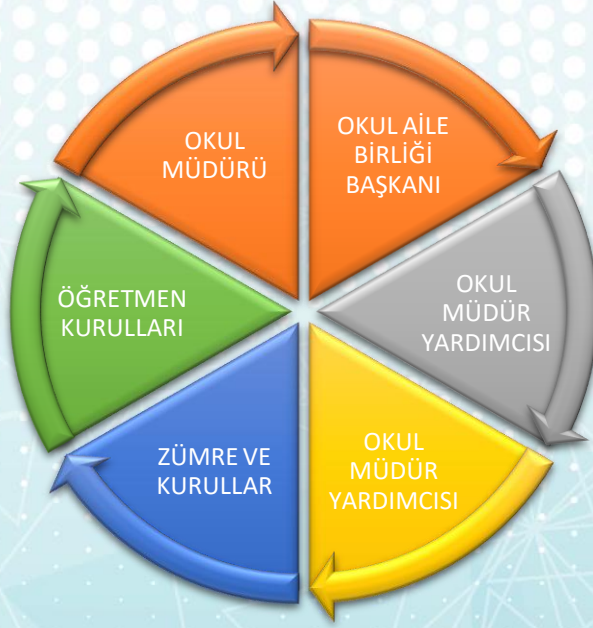 OKUL
MÜDÜRÜ
OKUL AİLE
BİRLİĞİ
BAŞKANI
OKUL
MÜDÜR
YARDIMCISI
OKUL
MÜDÜR
YARDIMCISI
ZÜMRE VE
KURULLAR
ÖĞRETMEN
KURULLARI